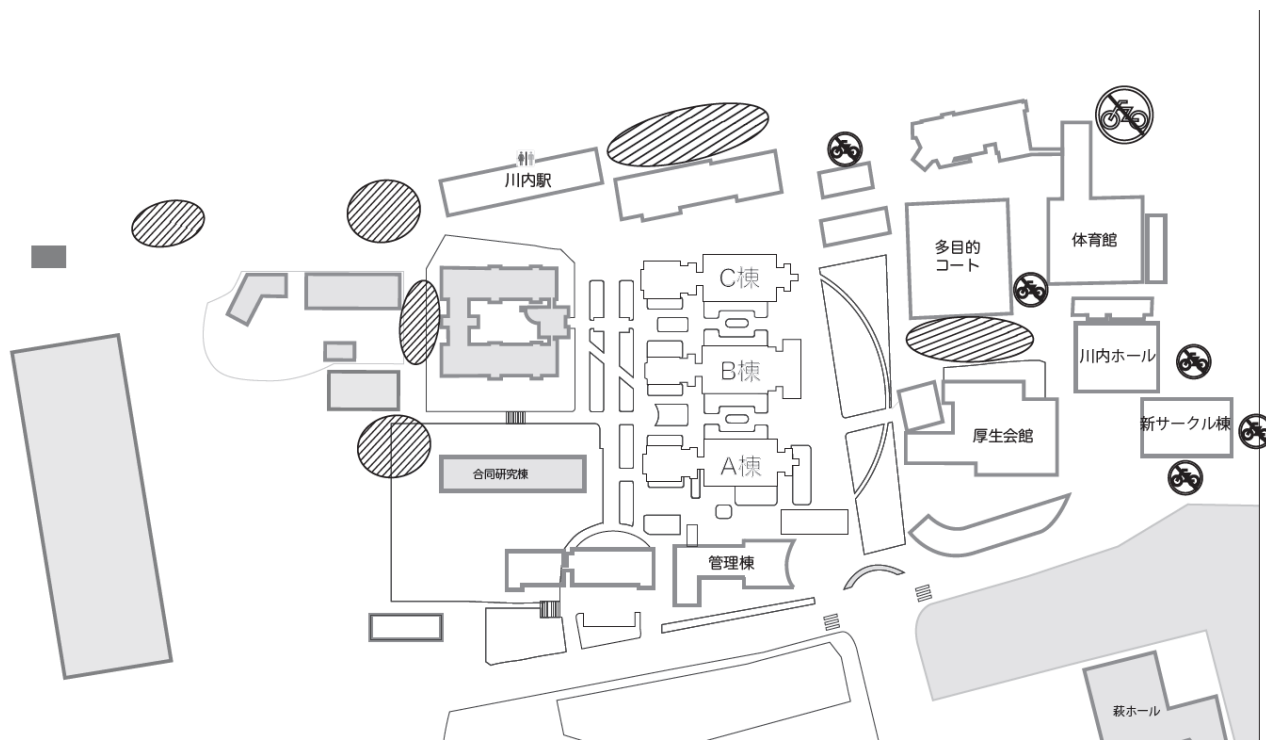 川内駅
多目的
コート
体育館
C棟
川内ホール
B棟
新サークル棟
厚生会館
A棟
合同研究棟
管理棟
萩ホール